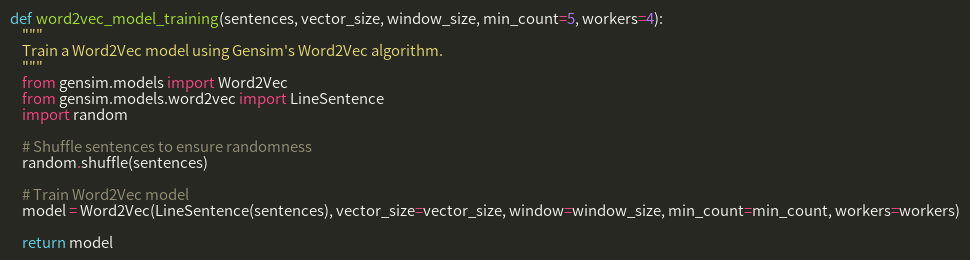 def word2vec_model_training(sentences, vector_size, window_size, min_count=5, workers=4):
    """
    Train a Word2Vec model using Gensim's Word2Vec algorithm.
    """
    from gensim.models import Word2Vec
    from gensim.models.word2vec import LineSentence
    import random

    # Shuffle sentences to ensure randomness
    random.shuffle(sentences)

    # Train Word2Vec model
    model = Word2Vec(LineSentence(sentences), vector_size=vector_size, window=window_size, min_count=min_count, workers=workers)

    return model